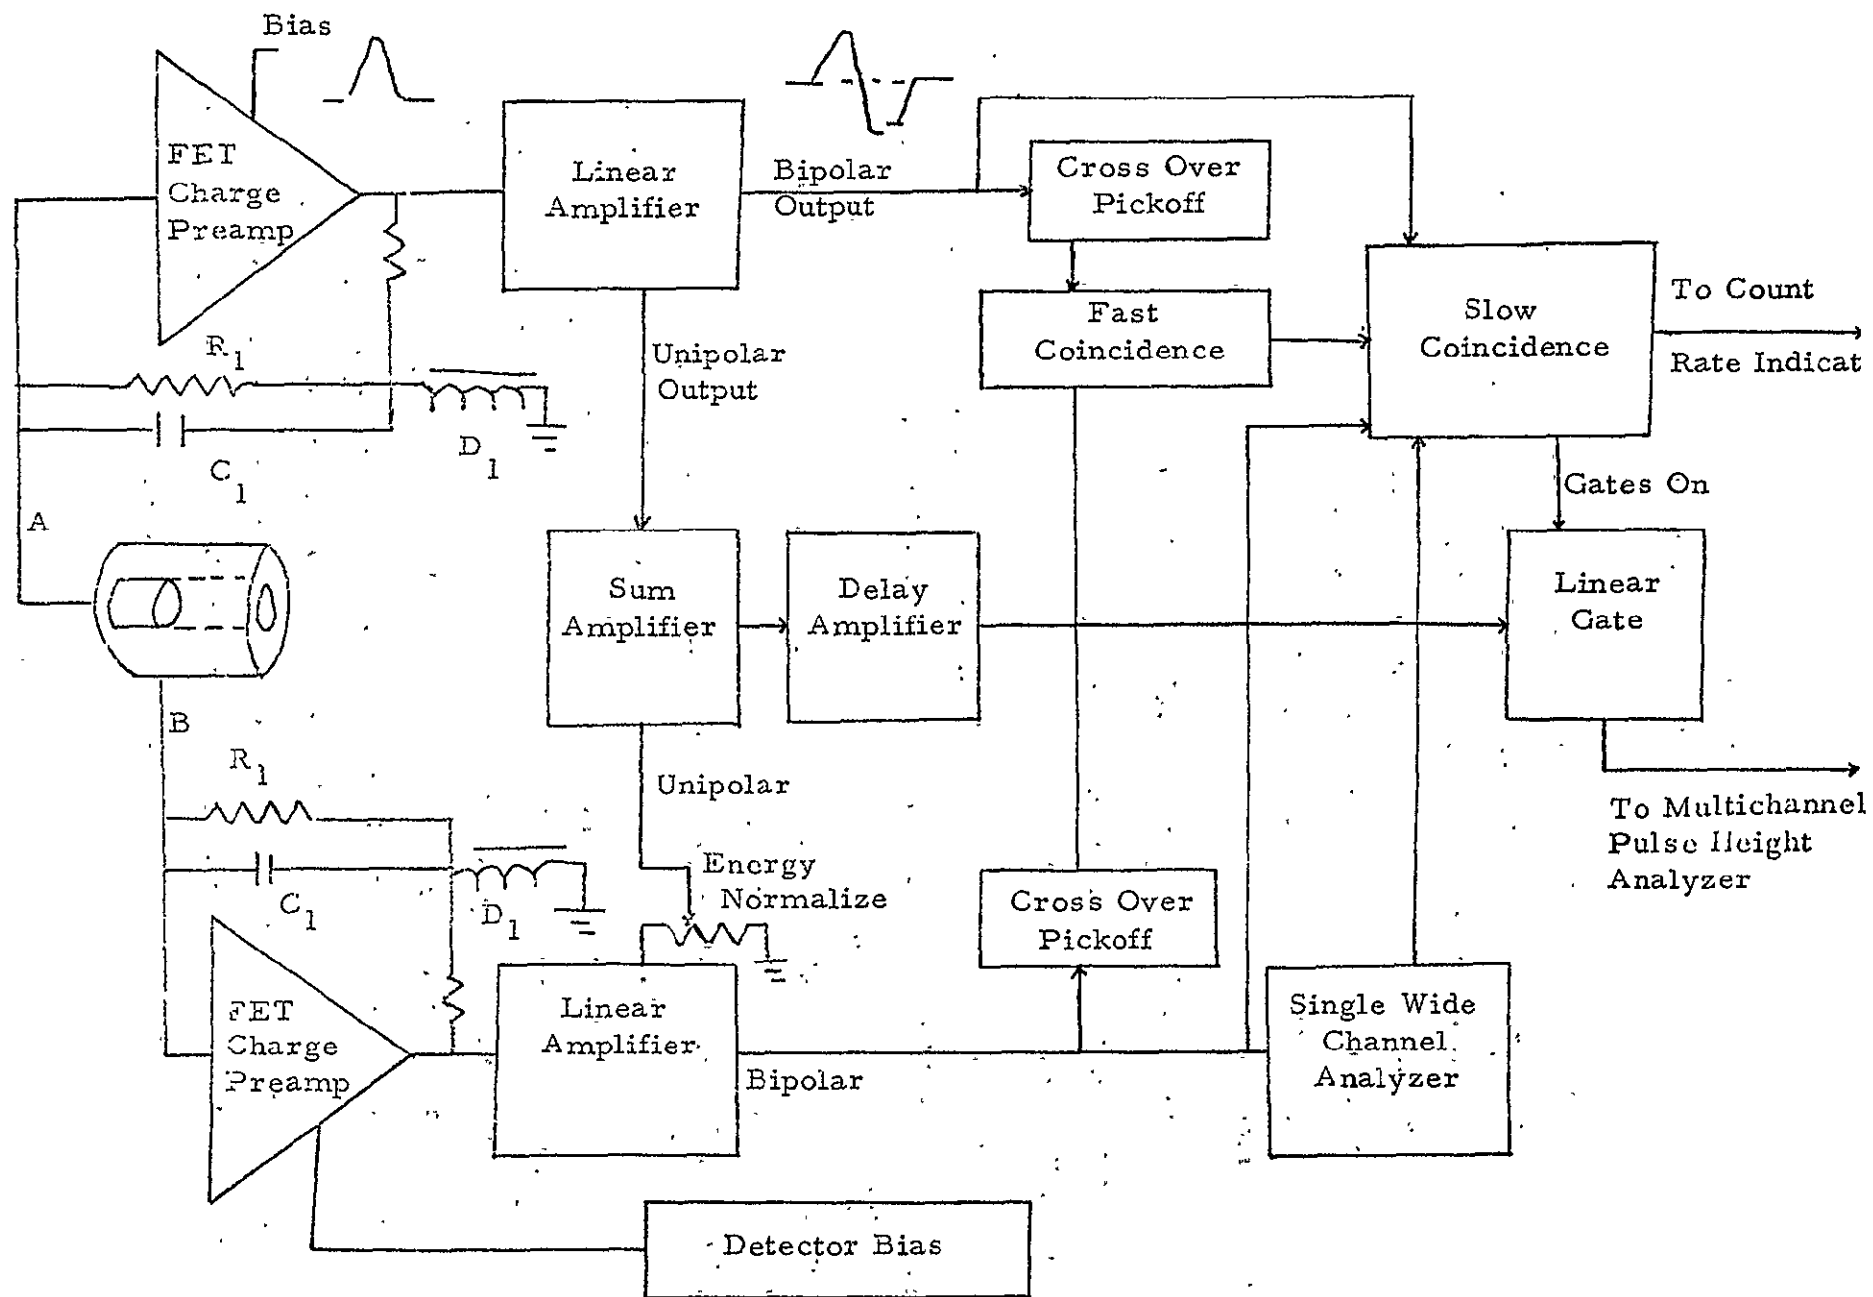 Bias
FET
Charge
Preamp
Linear
Amplifier
Bipolar
Output
Cross Over
Pickoff
Fast
Coincidence
Slow
Coincidence
To Count
Rate Indicat
R1
C1
D1
Unipolar
Output
Gates On
A
Sum
Amplifier
Delay
Amplifier
Linear
Gate
B
R1
C1
D1
Unipolar
Energy
Normalize
To Multichannel
Pulse Height
Analyzer
Cross Over
Pickoff
FET
Charge
Preamp
Linear
Amplifier
Bipolar
Single Wide
Channel
Analyzer
Detector Bias